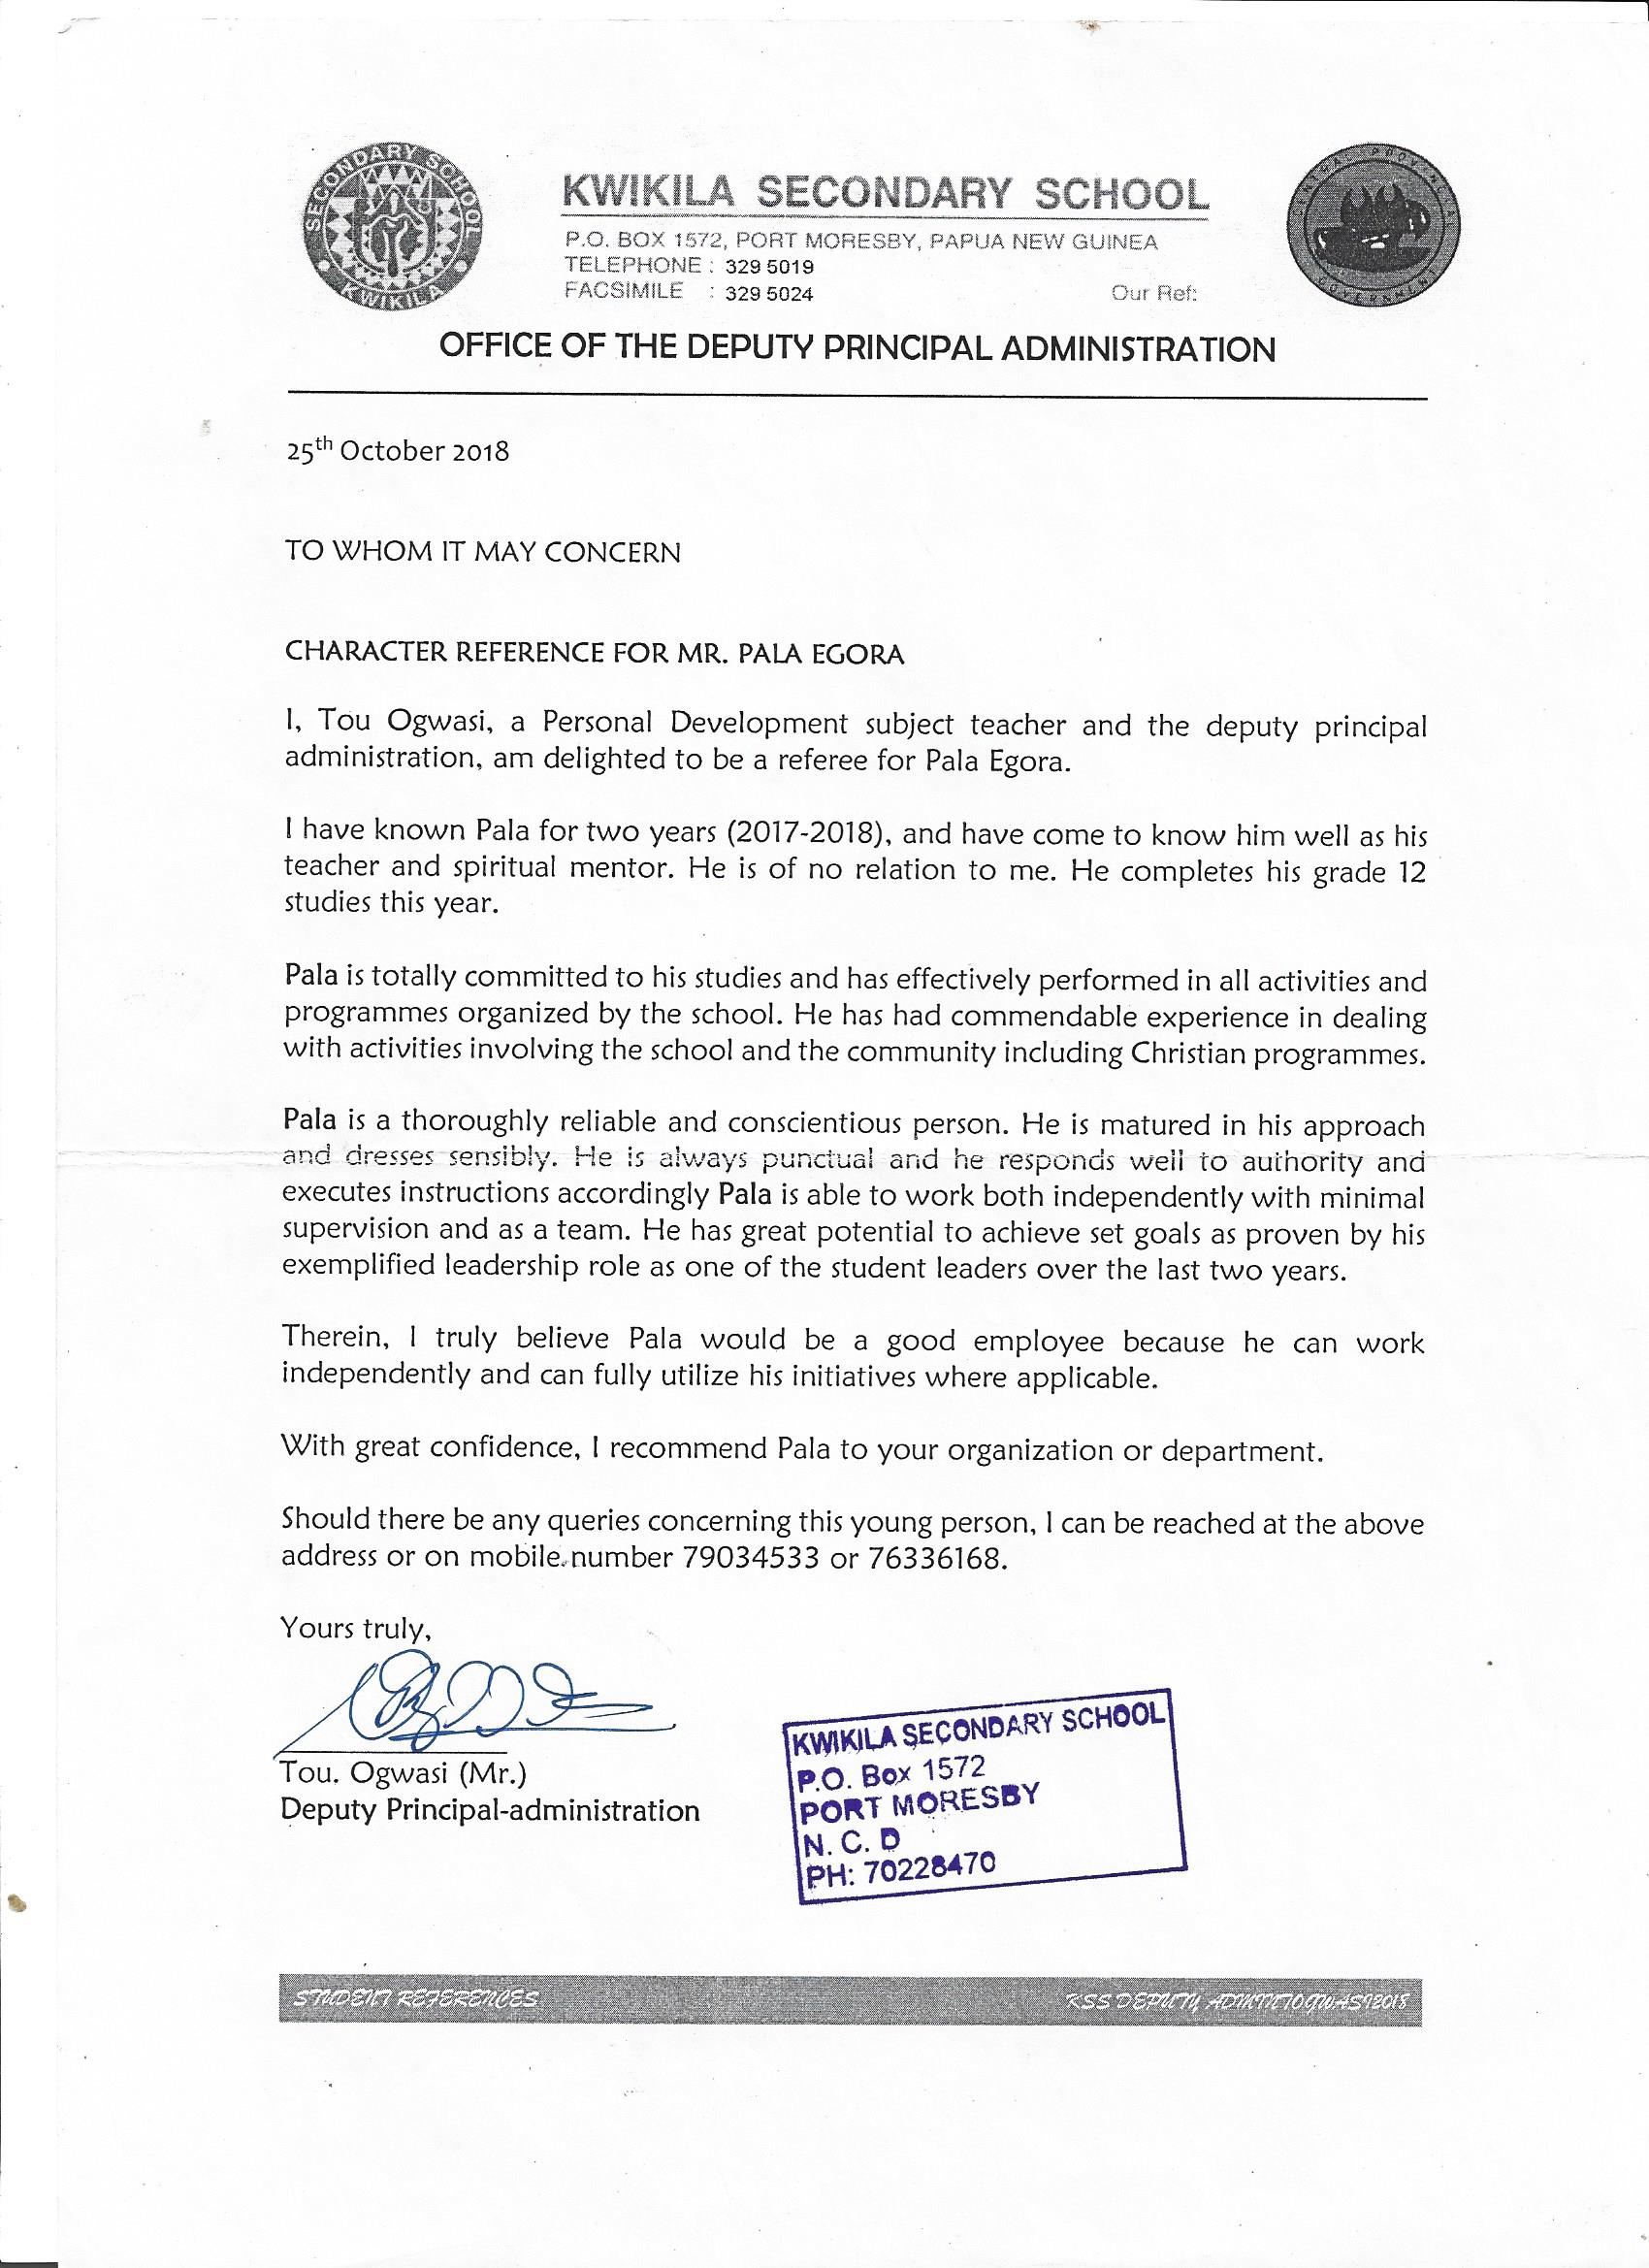 SECONDARY SCHOOL
KWIKILA
KWIKILA SECONDARY SCHOOL
P.O. BOX 1572, PORT MORESBY, PAPUA NEW GUINEA
TELEPHONE : 329 5019
FACSIMILE : 329 5024 Our Ref:
CENTRAL PROVINCIAL
GOVERNMENT
OFFICE OF THE DEPUTY PRINCIPAL ADMINISTRATION
25th October 2018
TO WHOM IT MAY CONCERN
CHARACTER REFERENCE FOR MR. PALA EGORA
I, Tou Ogwasi, a Personal Development subject teacher and the deputy principal
administration, am delighted to be a referee for Pala Egora.
I have known Pala for two years (2017-2018), and have come to know him well as his
teacher and spiritual mentor. He is of no relation to me. He completes his grade 12
studies this year.
Pala is totally committed to his studies and has effectively performed in all activities and
programmes organized by the school. He has had commendable experience in dealing
with activities involving the school and the community including Christian programmes.
Pala is a thoroughly reliable and conscientious person. He is matured in his approach
and dresses sensibly. He is always punctual and he responds well to authority and
executes instructions accordingly Pala is able to work both independently with minimal
supervision and as a team. He has great potential to achieve set goals as proven by his
exemplified leadership role as one of the student leaders over the last two years.
Therein, I truly believe Pala would be a good employee because he can work
independently and can fully utilize his initiatives where applicable.
With great confidence, I recommend Pala to your organization or department.
Should there be any queries concerning this young person, I can be reached at the above
address or on mobile number 79034533 or 76336168.
Yours truly,
Tou. Ogwasi (Mr.)
Deputy Principal-administration
KWIKILA SECONDARY SCHOOL
P.O. Box 1572
PORT MORESBY
N. C. D
PH: 70228470
STUDENT REFERENCES KSS DEPUTY ADMINTOGWASI2018